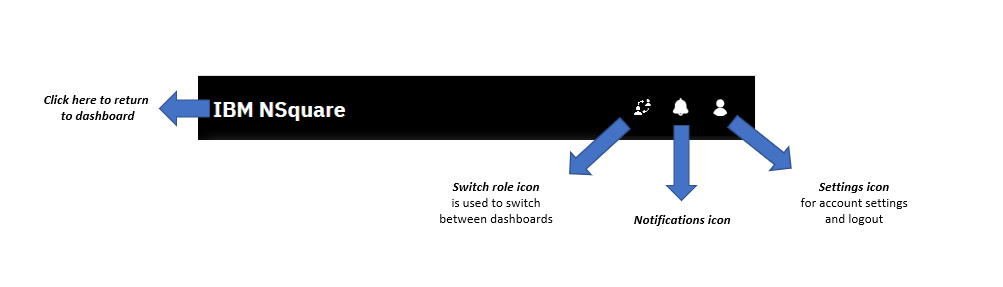 Click here to return
to dashboard
IBM NSquare
Switch role icon
is used to switch
between dashboards
Notifications icon
Settings icon
for account settings
and logout